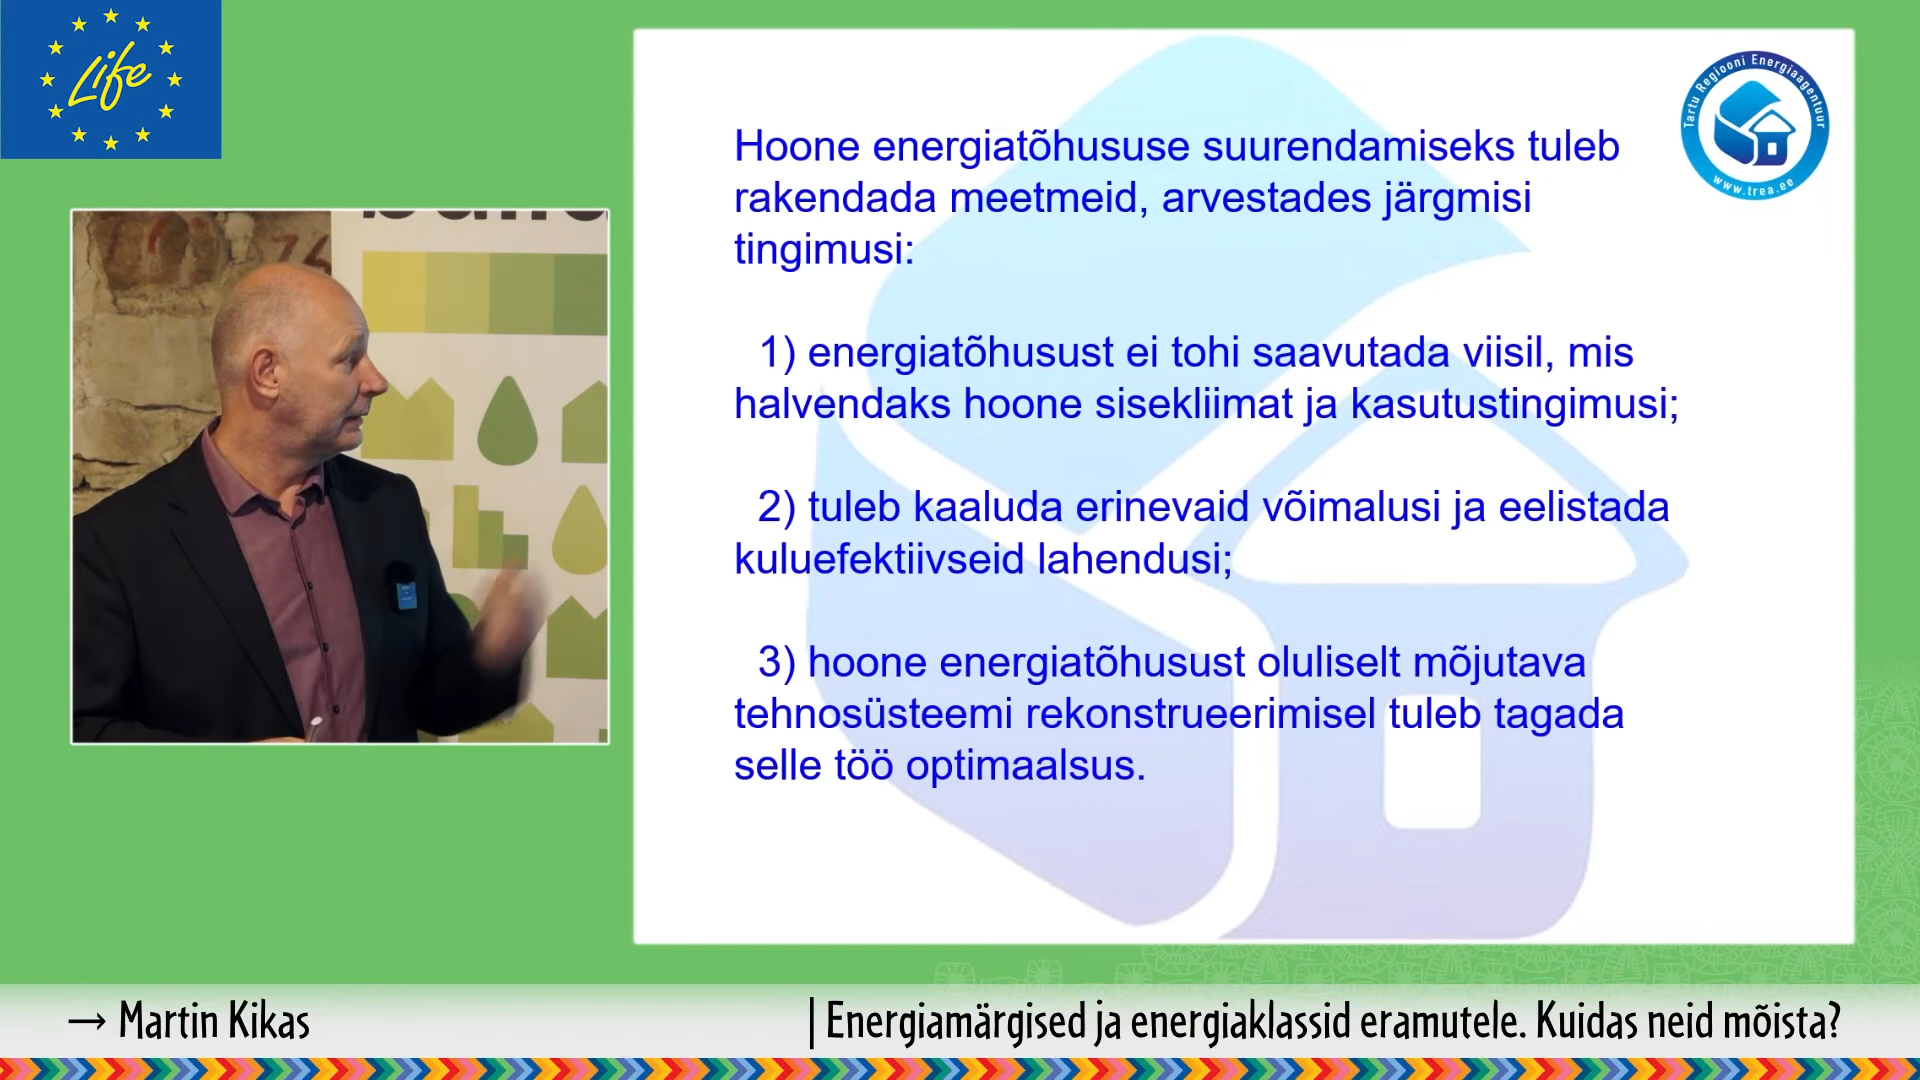 Life
Tartu Regiooni Energiaagentuur
www.trea.ee
Hoone energiatõhususe suurendamiseks tuleb
rakendada meetmeid, arvestades järgmisi
tingimusi:
1) energiatõhusust ei tohi saavutada viisil, mis
halvendaks hoone sisekliimat ja kasutustingimusi;
2) tuleb kaaluda erinevaid võimalusi ja eelistada
kuluefektiivseid lahendusi;
3) hoone energiatõhusust oluliselt mõjutava
tehnosüsteemi rekonstrueerimisel tuleb tagada
selle töö optimaalsus.
→ Martin Kikas
| Energiamärgised ja energiaklassid eramutele. Kuidas neid mõista?